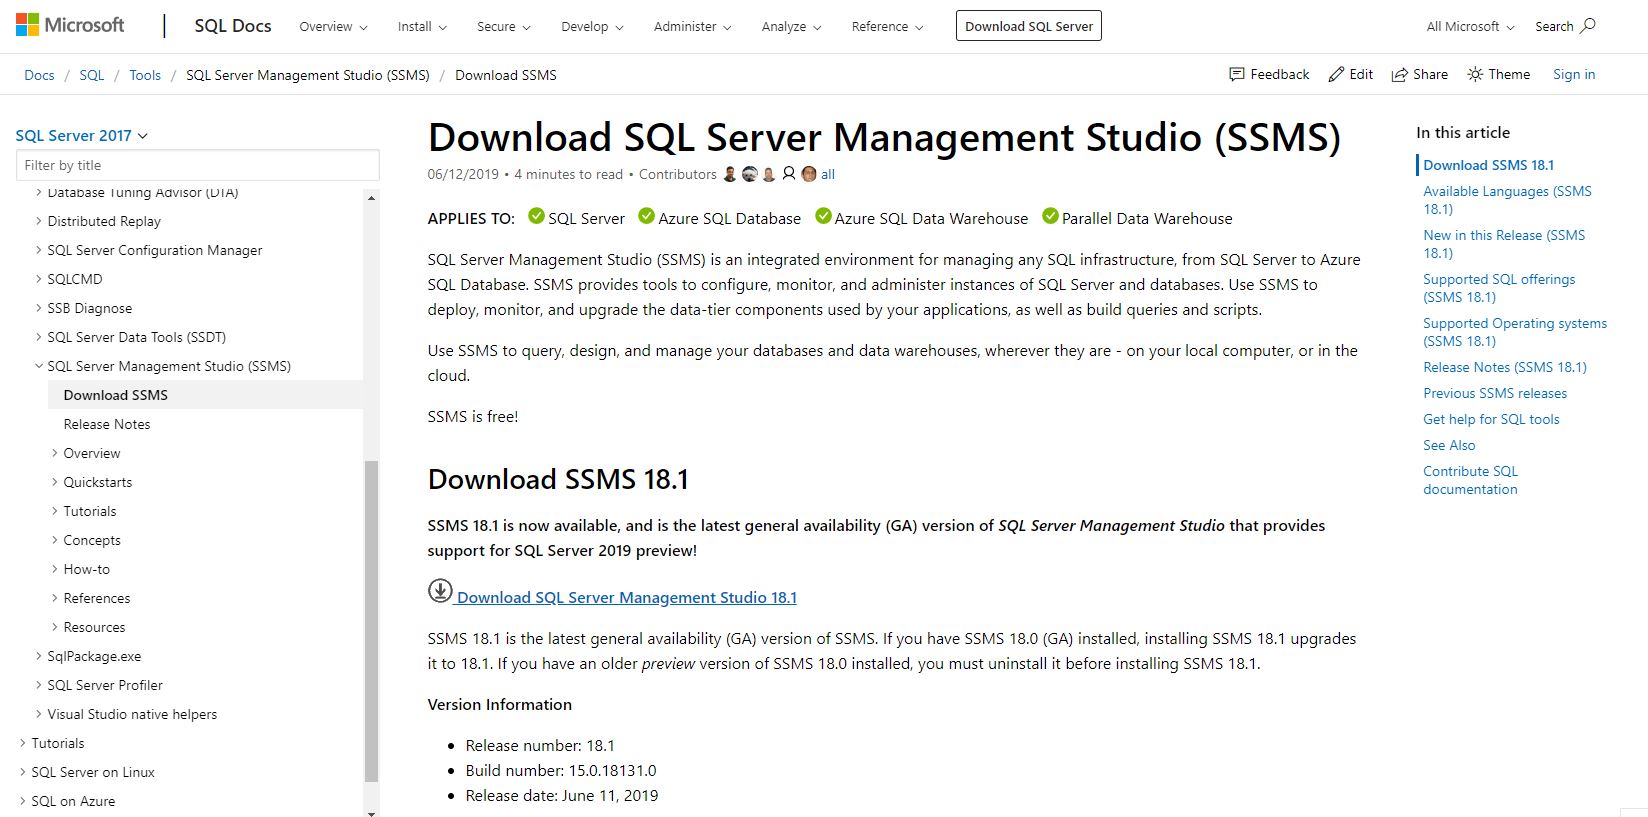 Microsoft | SQL Docs Overview Install Secure Develop Administer Analyze Reference Download SQL Server All Microsoft Search
Docs / SQL / Tools / SQL Server Management Studio (SSMS) / Download SSMS Feedback Edit Share Theme Sign in
SQL Server 2017
Filter by title
Database Tuning Advisor (DTA)
Distributed Replay
SQL Server Configuration Manager
SQLCMD
SSB Diagnose
SQL Server Data Tools (SSDT)
SQL Server Management Studio (SSMS)
Download SSMS
Release Notes
Overview
Quickstarts
Tutorials
Concepts
How-to
References
Resources
SqlPackage.exe
SQL Server Profiler
Visual Studio native helpers
Tutorials
SQL Server on Linux
SQL on Azure
Download SQL Server Management Studio (SSMS)
06/12/2019 • 4 minutes to read • Contributors all
APPLIES TO: SQL Server Azure SQL Database Azure SQL Data Warehouse Parallel Data Warehouse
SQL Server Management Studio (SSMS) is an integrated environment for managing any SQL infrastructure, from SQL Server to Azure
SQL Database. SSMS provides tools to configure, monitor, and administer instances of SQL Server and databases. Use SSMS to
deploy, monitor, and upgrade the data-tier components used by your applications, as well as build queries and scripts.
Use SSMS to query, design, and manage your databases and data warehouses, wherever they are - on your local computer, or in the
cloud.
SSMS is free!
Download SSMS 18.1
SSMS 18.1 is now available, and is the latest general availability (GA) version of SQL Server Management Studio that provides
support for SQL Server 2019 preview!
Download SQL Server Management Studio 18.1
SSMS 18.1 is the latest general availability (GA) version of SSMS. If you have SSMS 18.0 (GA) installed, installing SSMS 18.1 upgrades
it to 18.1. If you have an older preview version of SSMS 18.0 installed, you must uninstall it before installing SSMS 18.1.
Version Information
• Release number: 18.1
• Build number: 15.0.18131.0
• Release date: June 11, 2019
In this article
Download SSMS 18.1
Available Languages (SSMS
18.1)
New in this Release (SSMS
18.1)
Supported SQL offerings
(SSMS 18.1)
Supported Operating systems
(SSMS 18.1)
Release Notes (SSMS 18.1)
Previous SSMS releases
Get help for SQL tools
See Also
Contribute SQL
documentation